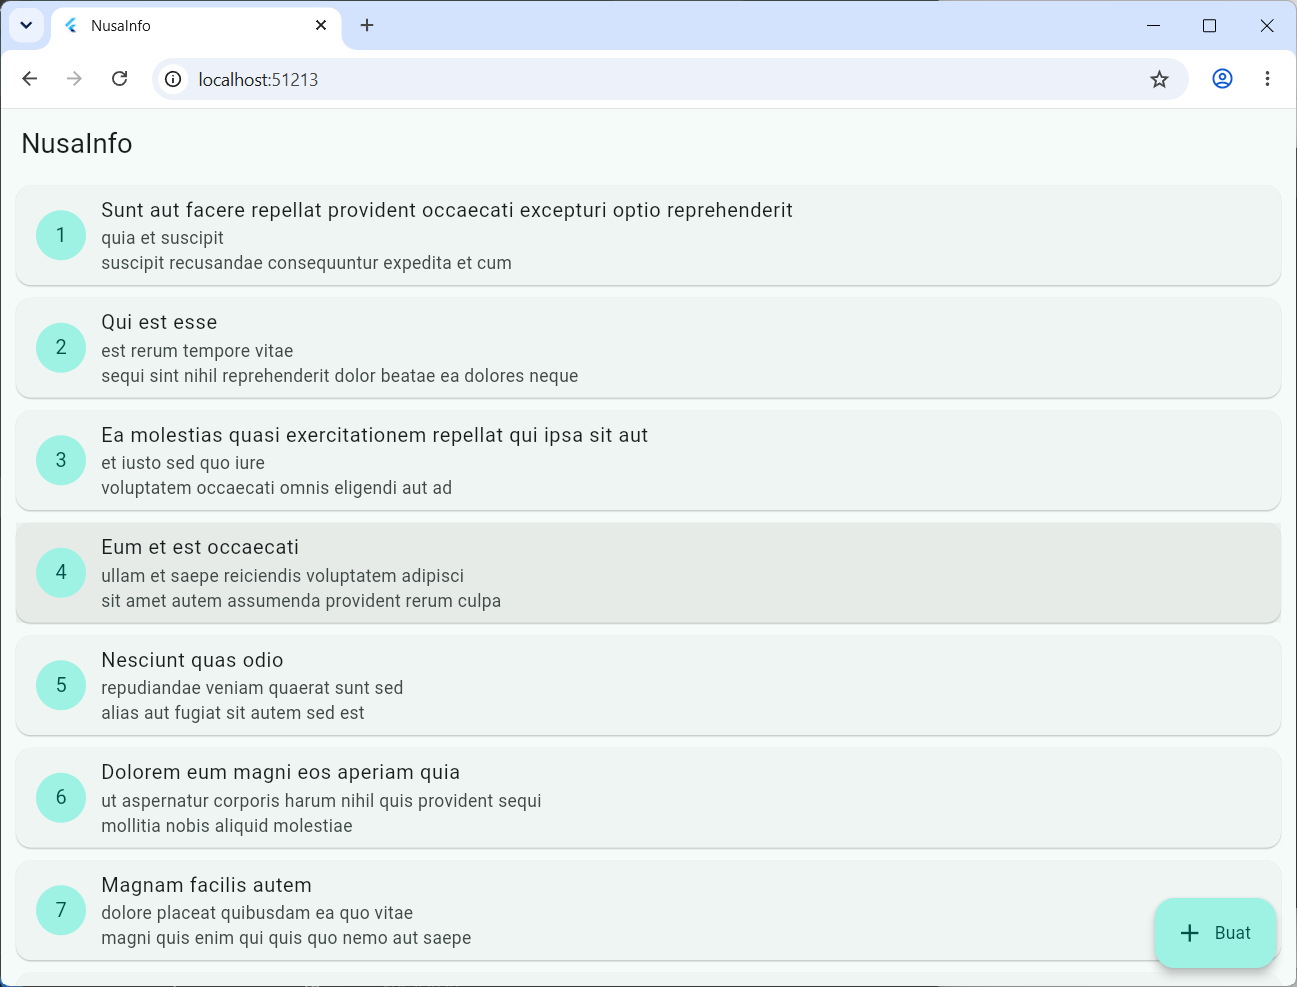 NusaInfo
localhost:51213
NusaInfo
1
Sunt aut facere repellat provident occaecati excepturi optio reprehenderit
quia et suscipit
suscipit recusandae consequuntur expedita et cum
2
Qui est esse
est rerum tempore vitae
sequi sint nihil reprehenderit dolor beatae ea dolores neque
3
Ea molestias quasi exercitationem repellat qui ipsa sit aut
et iusto sed quo iure
voluptatem occaecati omnis eligendi aut ad
4
Eum et est occaecati
ullam et saepe reiciendis voluptatem adipisci
sit amet autem assumenda provident rerum culpa
5
Nesciunt quas odio
repudiandae veniam quaerat sunt sed
alias aut fugiat sit autem sed est
6
Dolorem eum magni eos aperiam quia
ut aspernatur corporis harum nihil quis provident sequi
mollitia nobis aliquid molestiae
7
Magnam facilis autem
dolore placeat quibusdam ea quo vitae
magni quis enim qui quis quo nemo aut saepe
Buat